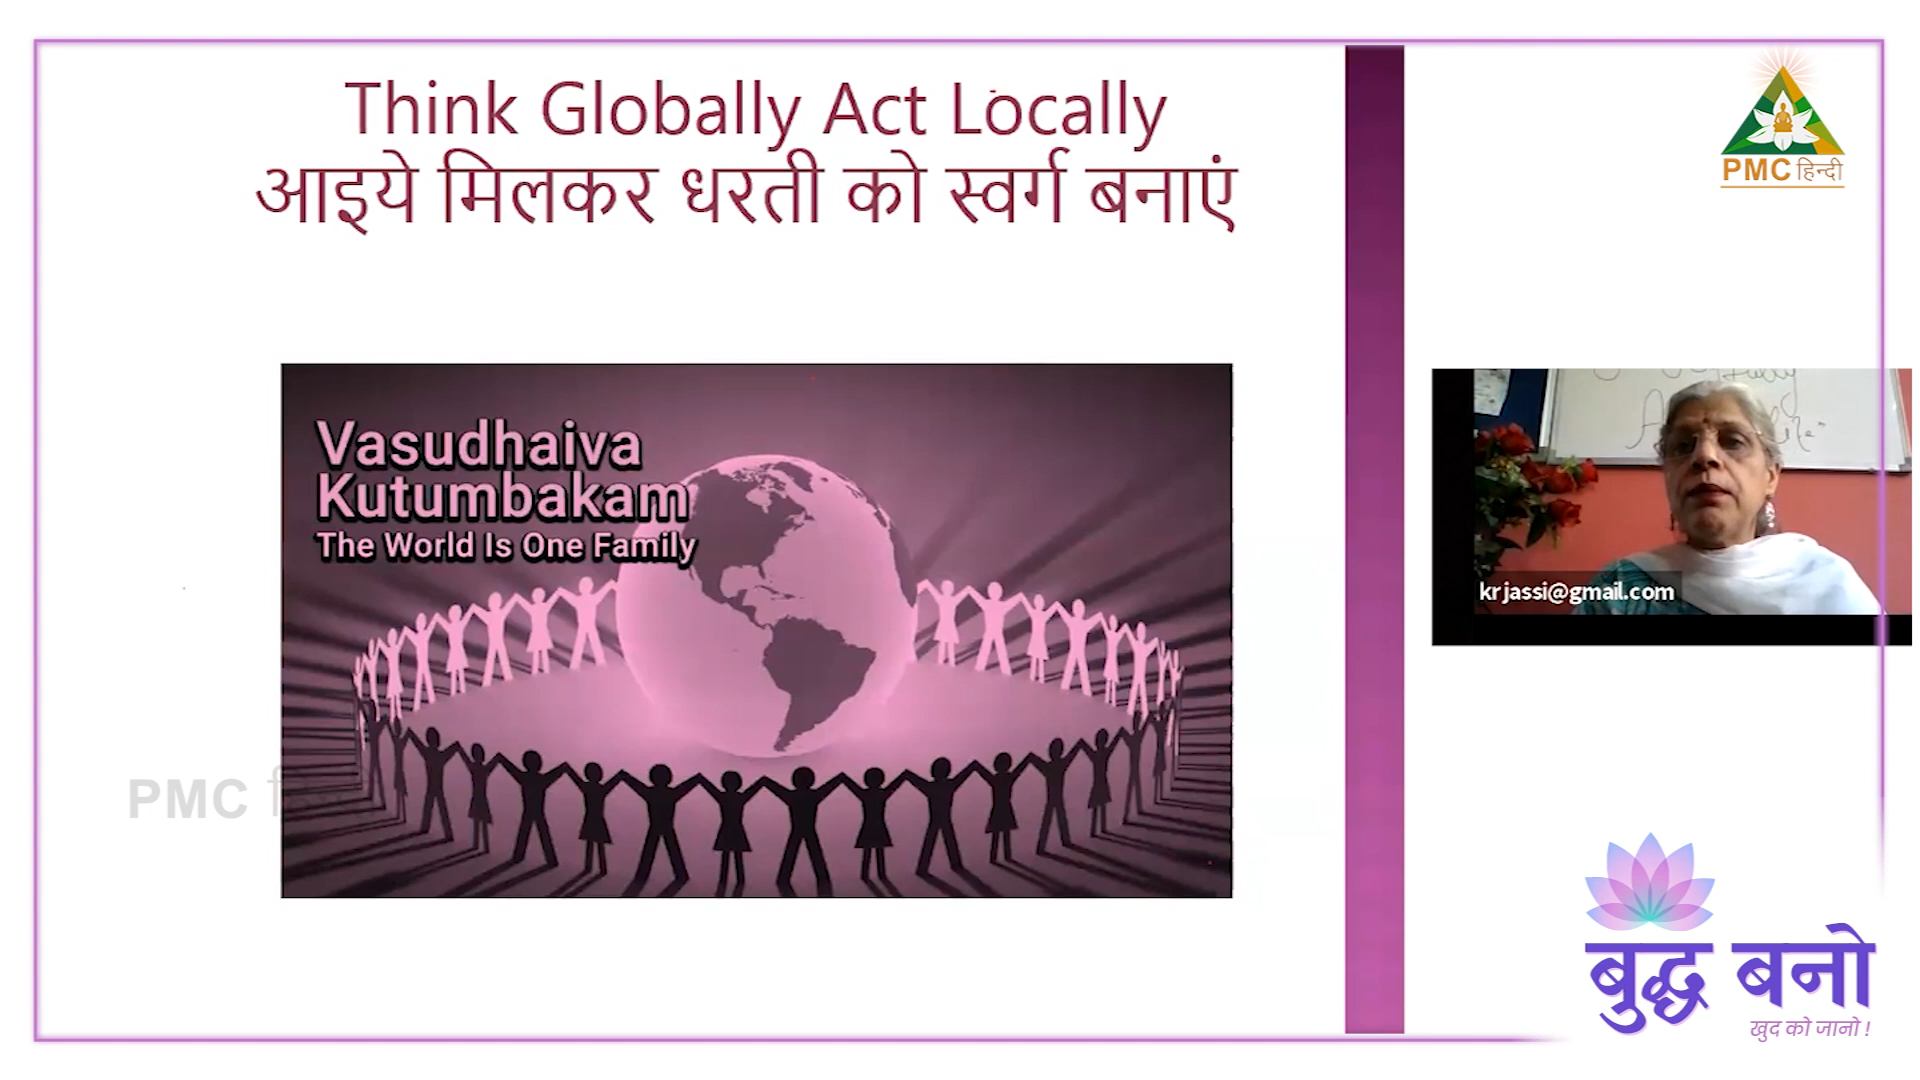 Think Globally Act Locally
आइये मिलकर धरती को स्वर्ग बनाएं
PMC हिन्दी
Vasudhaiva
Kutumbakam
The World Is One Family
krjassi@gmail.com
PMC
बुद्ध बनो
खुद को जानो !